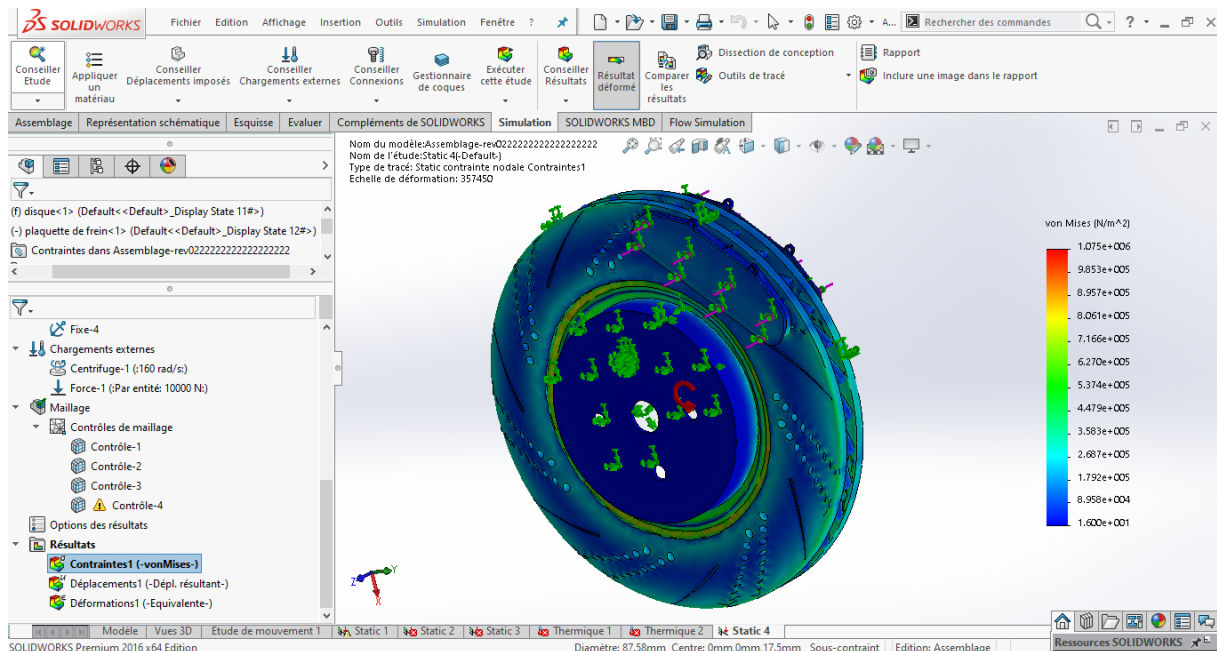 SOLIDWORKS
Fichier Edition Affichage Insertion Outils Simulation Fenêtre ?
A...
Rechercher des commandes
Conseiller Etude
Appliquer un matériau
Conseiller Déplacements imposés
Conseiller Chargements externes
Conseiller Connexions
Gestionnaire de coques
Exécuter cette étude
Conseiller Résultats
Résultat déformé
Comparer les résultats
Dissection de conception
Outils de tracé
Rapport
Inclure une image dans le rapport
Assemblage Représentation schématique Esquisse Evaluer Compléments de SOLIDWORKS Simulation SOLIDWORKS MBD Flow Simulation
(f) disque<1> (Default<<Default>_Display State 11#>)
(-) plaquette de frein<1> (Default<<Default>_Display State 12#>)
Contraintes dans Assemblage-rev0222222222222222222
Fixe-4
Chargements externes
Centrifuge-1 (:160 rad/s:)
Force-1 (:Par entité: 10000 N:)
Maillage
Contrôles de maillage
Contrôle-1
Contrôle-2
Contrôle-3
Contrôle-4
Options des résultats
Résultats
Contraintes1 (-vonMises-)
Déplacements1 (-Dépl. résultant-)
Déformations1 (-Equivalente-)
Nom du modèle:Assemblage-rev0222222222222222222
Nom de l'étude:Static 4(-Default-)
Type de tracé: Static contrainte nodale Contraintes1
Echelle de déformation: 357450
von Mises (N/m^2)
1.075e+006
9.853e+005
8.957e+005
8.061e+005
7.166e+005
6.270e+005
5.374e+005
4.479e+005
3.583e+005
2.687e+005
1.792e+005
8.958e+004
1.600e+001
Z Y X
Modèle Vues 3D Etude de mouvement 1 Static 1 Static 2 Static 3 Thermique 1 Thermique 2 Static 4
Ressources SOLIDWORKS
SOLIDWORKS Premium 2016 x64 Edition
Diamètre: 87.58mm Centre: 0mm,0mm,17.5mm Sous-contraint Edition: Assemblage